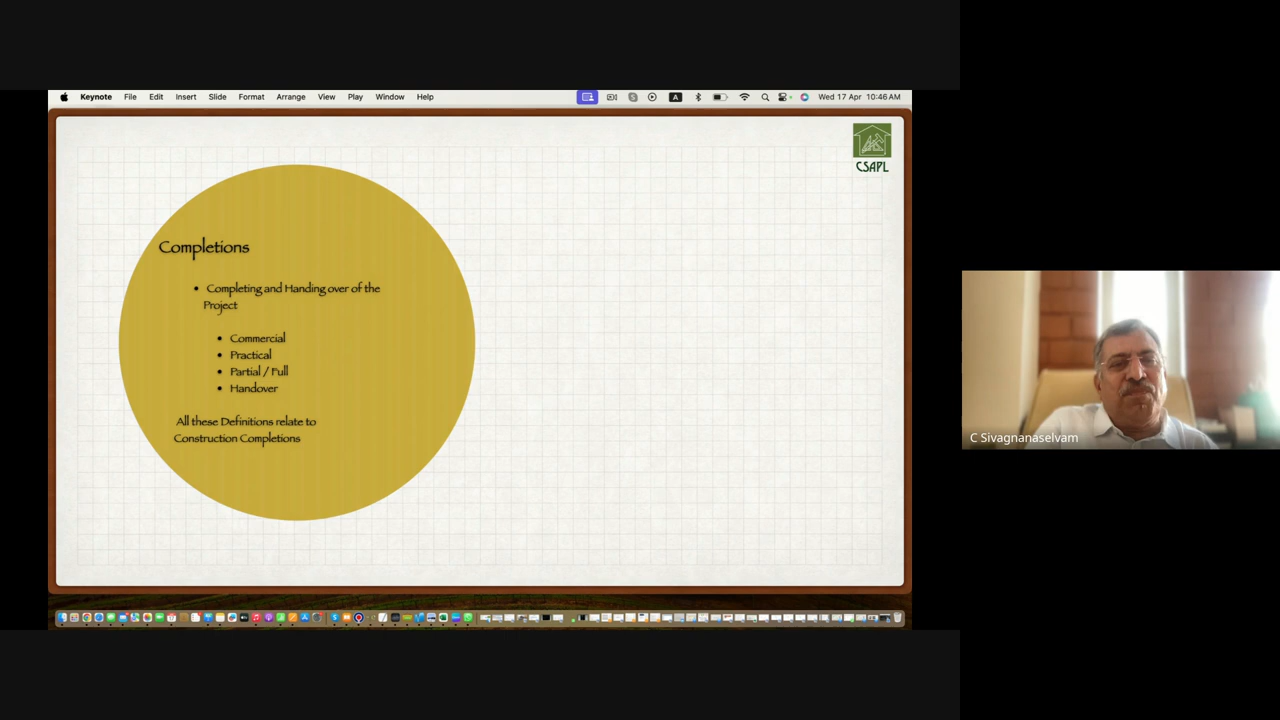 Keynote File Edit Insert Slide Format Arrange View Play Window Help A Wed 17 Apr 10:46 AM
CSAPL
Completions
• Completing and Handing over of the
Project
• Commercial
• Practical
• Partial / Full
• Handover
All these Definitions relate to
Construction Completions
C Sivagnanaselvam